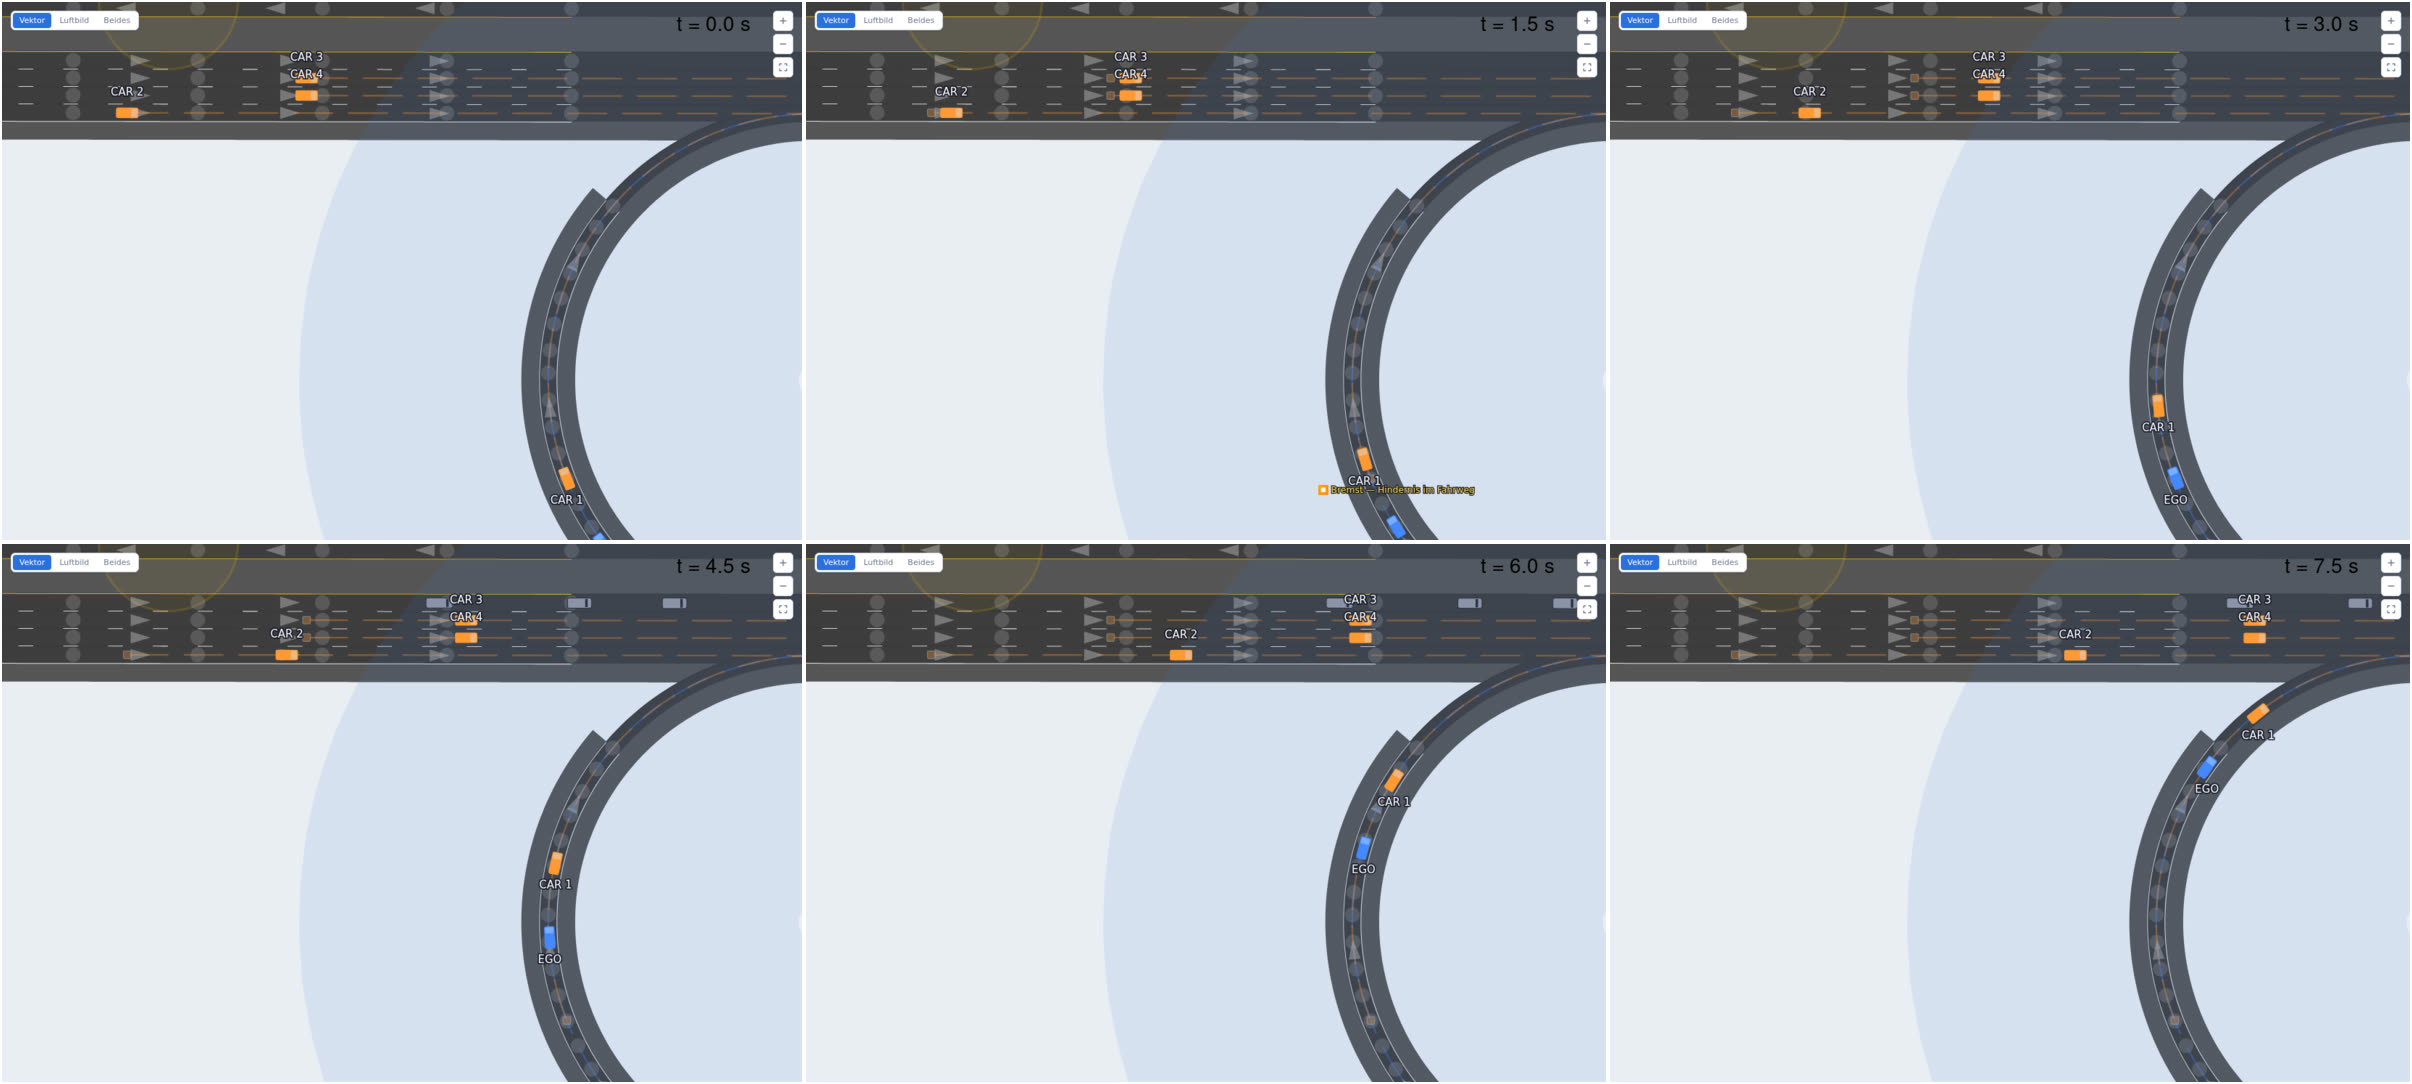 Vektor Luftbild Beides
t = 0.0 s
+
−
CAR 3
CAR 4
CAR 2
CAR 1
Vektor Luftbild Beides
t = 1.5 s
+
−
CAR 3
CAR 4
CAR 2
CAR 1
Bremst — Hindernis im Fahrweg
Vektor Luftbild Beides
t = 3.0 s
+
−
CAR 3
CAR 4
CAR 2
CAR 1
EGO
Vektor Luftbild Beides
t = 4.5 s
+
−
CAR 3
CAR 4
CAR 2
CAR 1
EGO
Vektor Luftbild Beides
t = 6.0 s
+
−
CAR 3
CAR 4
CAR 2
CAR 1
EGO
Vektor Luftbild Beides
t = 7.5 s
+
−
CAR 3
CAR 4
CAR 2
CAR 1
EGO